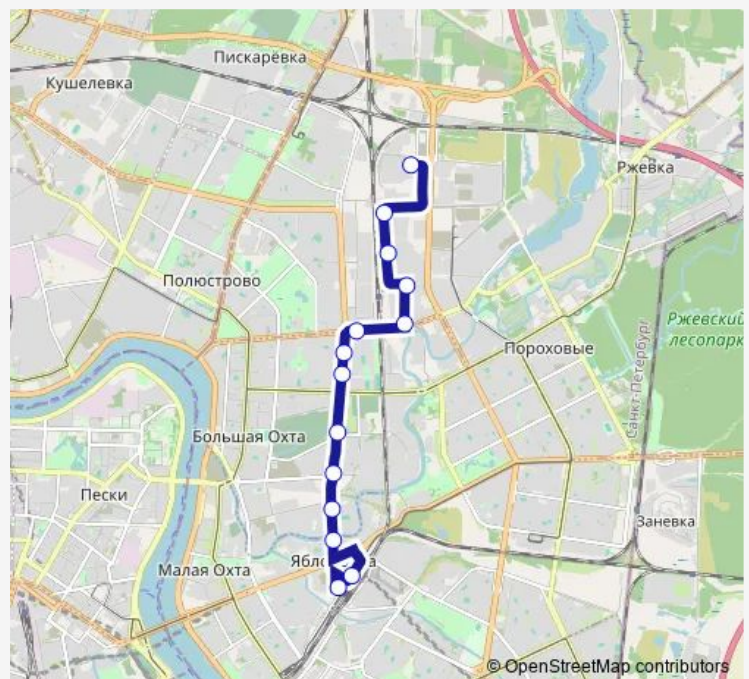 Пискарёвка
Кушелевка
Ржевка
Полюстрово
Ржевский
лесопарк
Пороховые
Санкт-Петербург
Большая Охта
Пески
Заневка
Малая Охта
© OpenStreetMap contributors